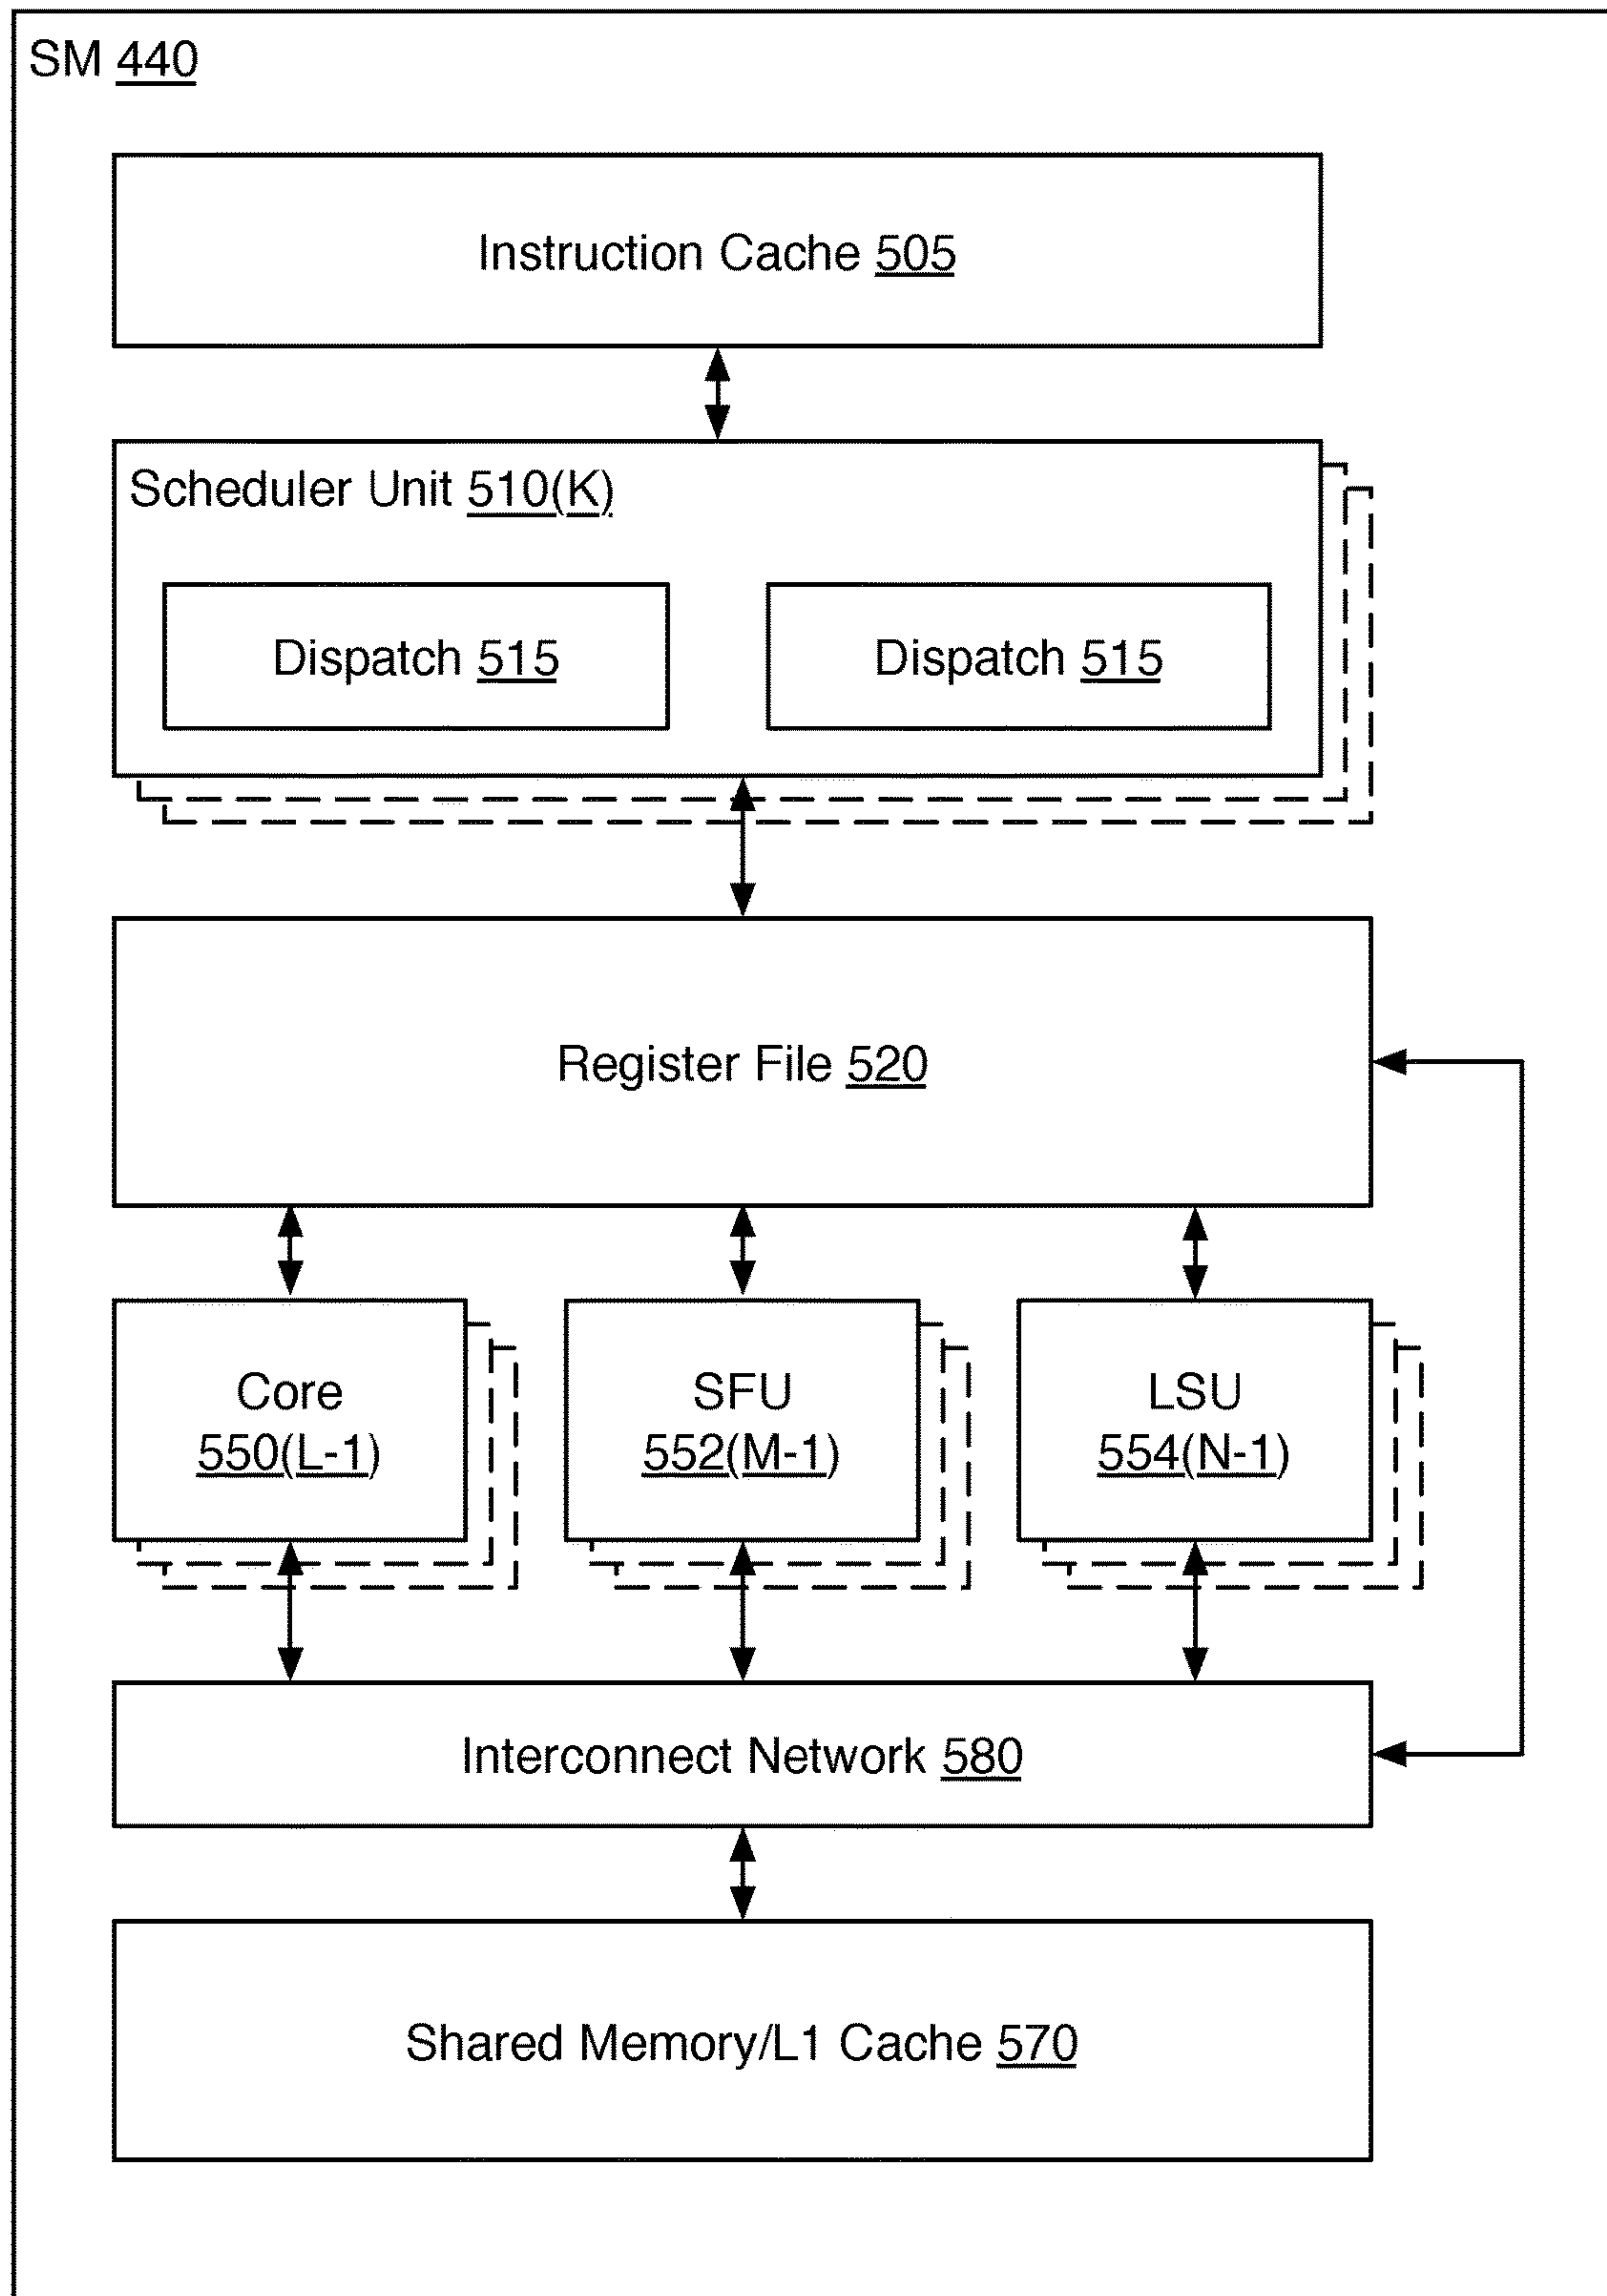 SM 440
Instruction Cache 505
Scheduler Unit 510(K)
Dispatch 515
Dispatch 515
Register File 520
Core
550(L-1)
SFU
552(M-1)
LSU
554(N-1)
Interconnect Network 580
Shared Memory/L1 Cache 570